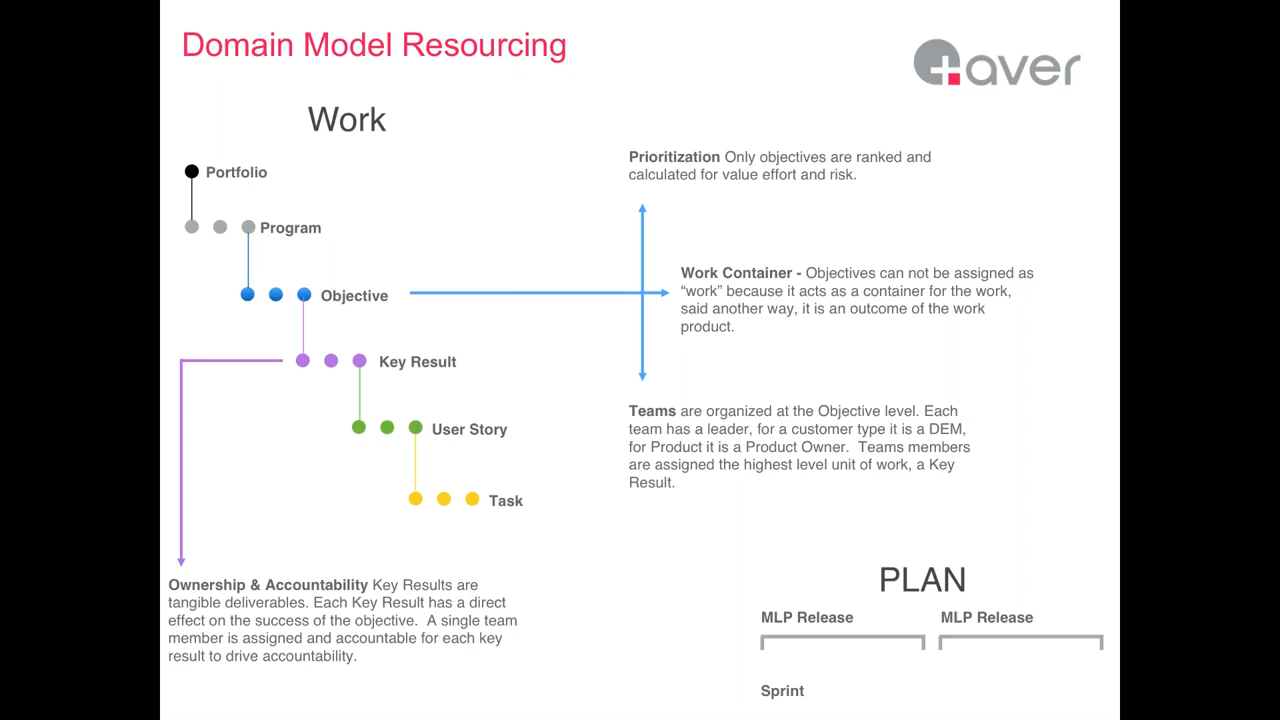 Domain Model Resourcing
aver
Work
Portfolio
Program
Objective
Key Result
User Story
Task
Prioritization Only objectives are ranked and
calculated for value effort and risk.
Work Container - Objectives can not be assigned as
“work” because it acts as a container for the work,
said another way, it is an outcome of the work
product.
Teams are organized at the Objective level. Each
team has a leader, for a customer type it is a DEM,
for Product it is a Product Owner.  Teams members
are assigned the highest level unit of work, a Key
Result.
Ownership & Accountability Key Results are
tangible deliverables. Each Key Result has a direct
effect on the success of the objective.  A single team
member is assigned and accountable for each key
result to drive accountability.
PLAN
MLP Release
MLP Release
Sprint